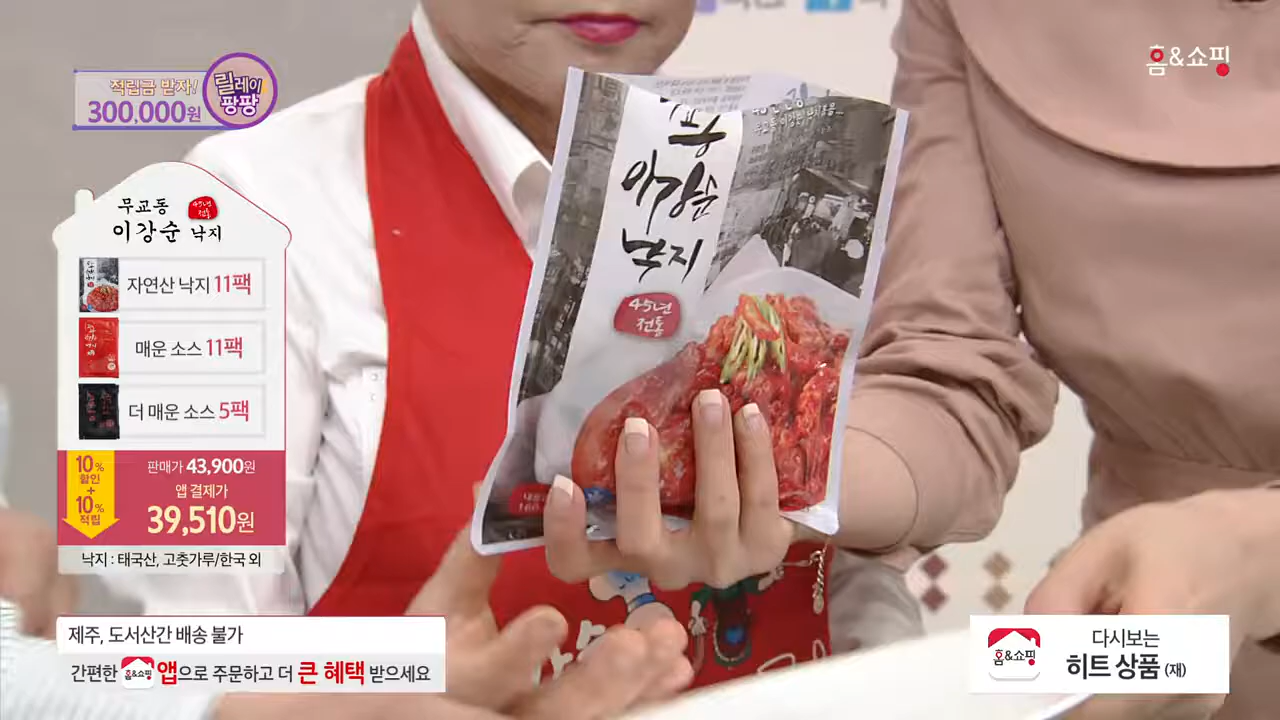 적립금 받자!
300,000원
릴레이
팡팡
홈&쇼핑
무교동
45년
전통
이강순 낙지
자연산 낙지 11팩
매운 소스 11팩
더 매운 소스 5팩
10%
할인
+
10%
적립
판매가 43,900원
앱 결제가
39,510원
낙지 : 태국산, 고춧가루/한국 외
이강순
낙지
45년
전통
제주, 도서산간 배송 불가
간편한 홈&쇼핑 앱으로 주문하고 더 큰 혜택 받으세요
홈&쇼핑
다시보는
히트 상품 (재)